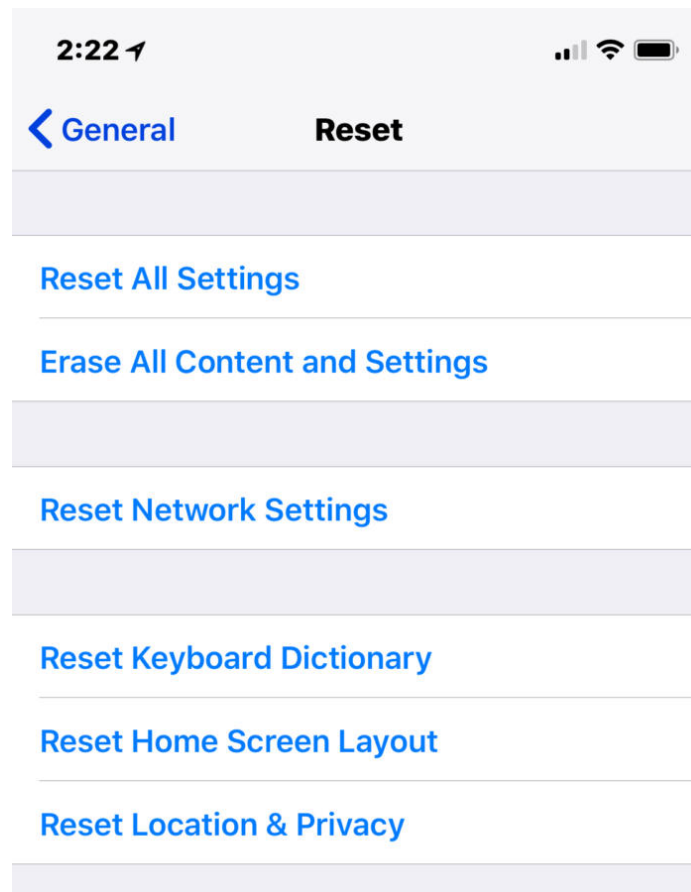 2:22
General
Reset
Reset All Settings
Erase All Content and Settings
Reset Network Settings
Reset Keyboard Dictionary
Reset Home Screen Layout
Reset Location & Privacy